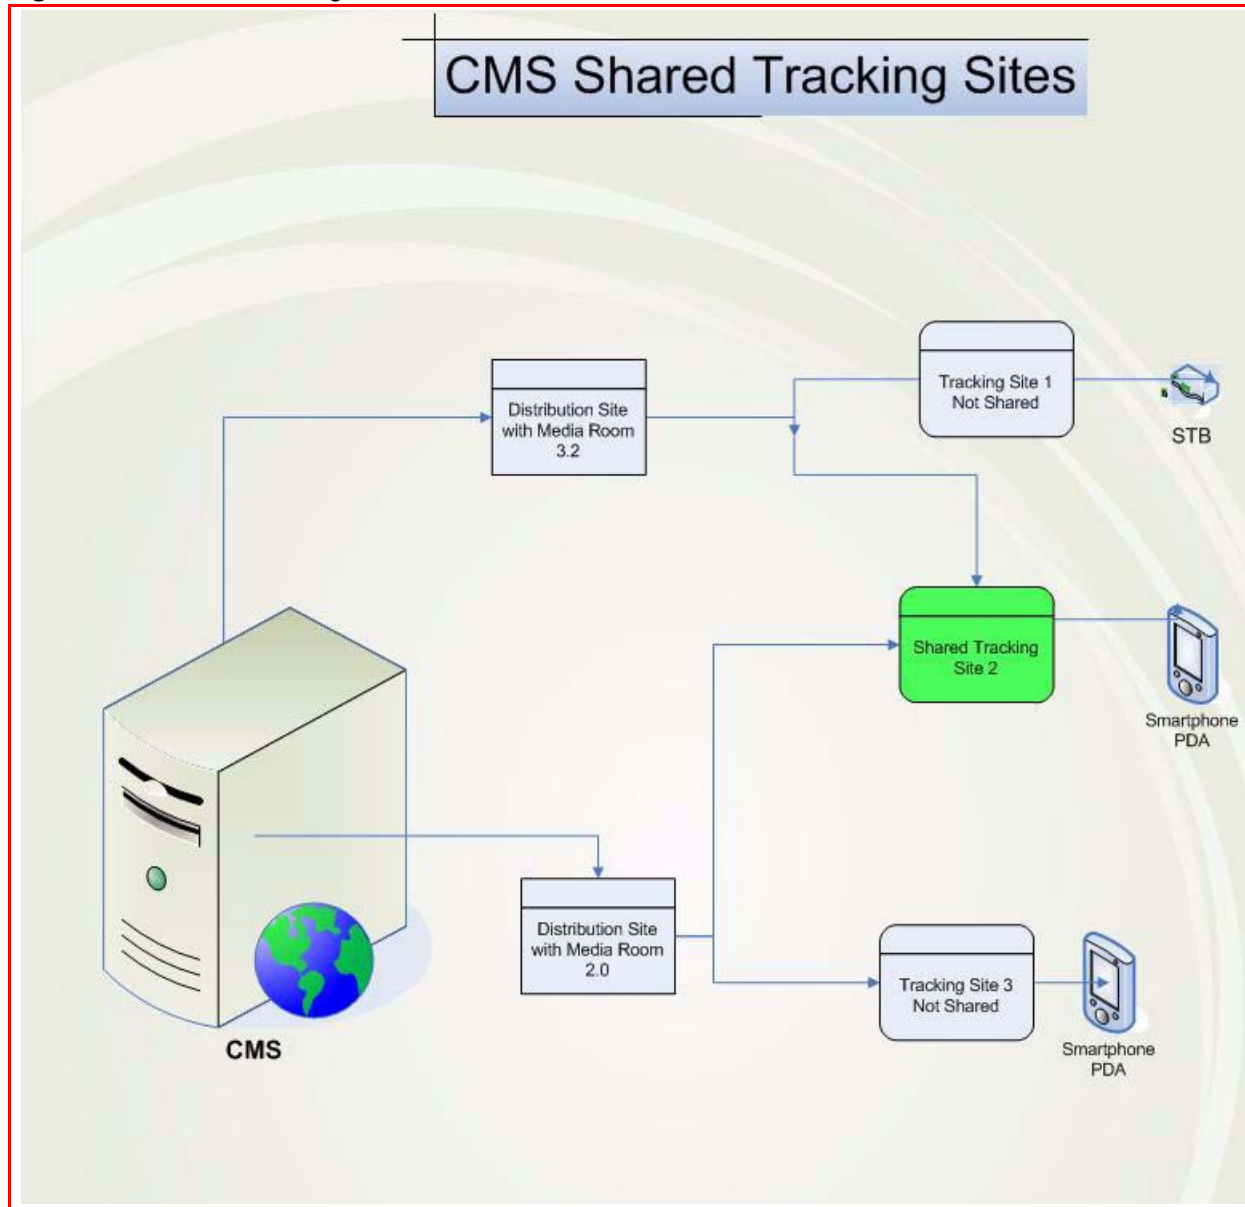 CMS Shared Tracking Sites
Tracking Site 1
Not Shared
STB
Distribution Site
with Media Room
3.2
Shared Tracking
Site 2
Smartphone
PDA
Distribution Site
with Media Room
2.0
Tracking Site 3
Not Shared
Smartphone
PDA
CMS